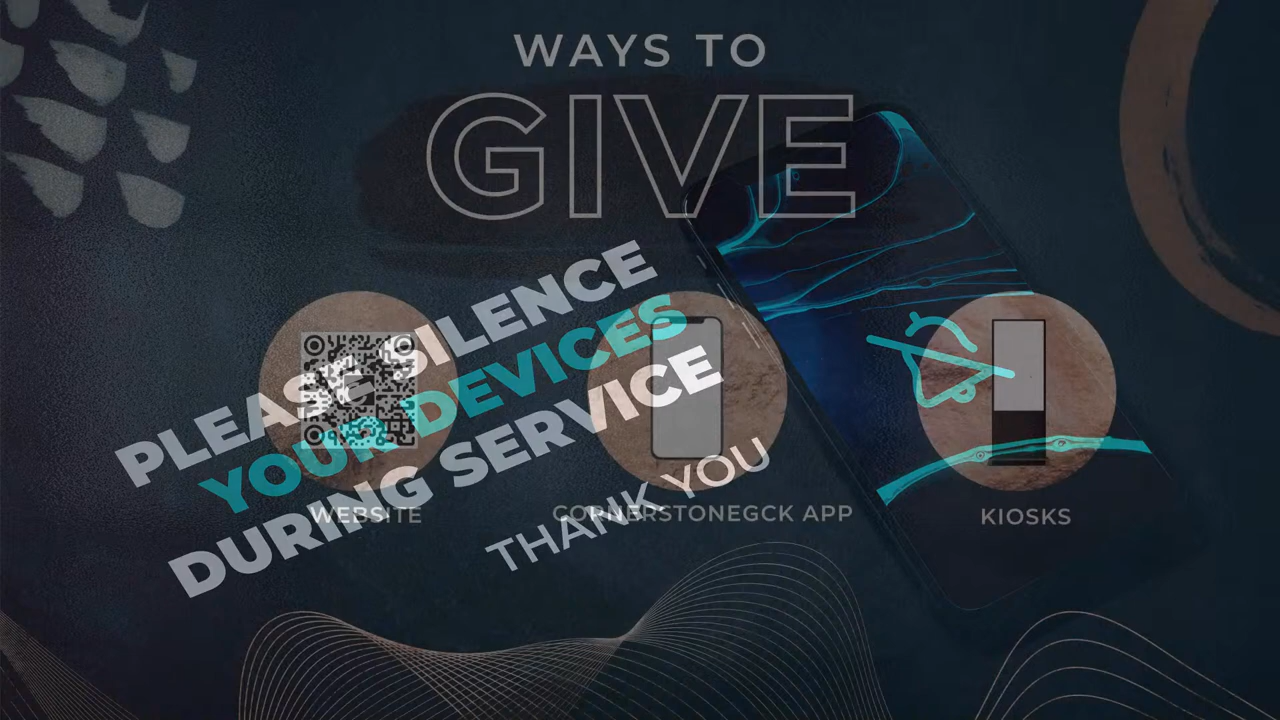 WAYS TO
GIVE
PLEASE SILENCE
YOUR DEVICES
DURING SERVICE
THANK YOU
WEBSITE
CORNERSTONEGCK APP
KIOSKS